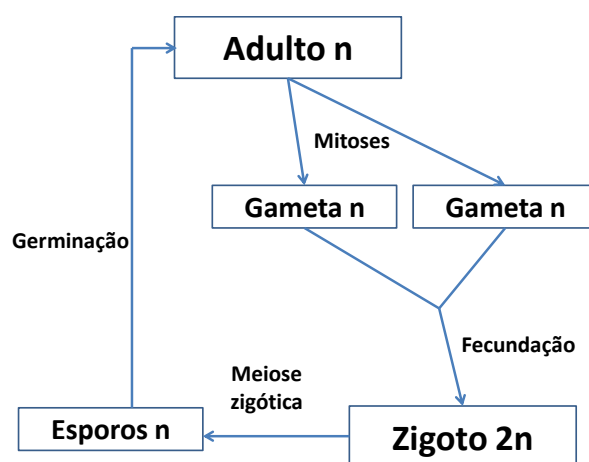 Adulto n
Mitoses
Gameta n
Gameta n
Germinação
Fecundação
Meiose
zigótica
Esporos n
Zigoto 2n